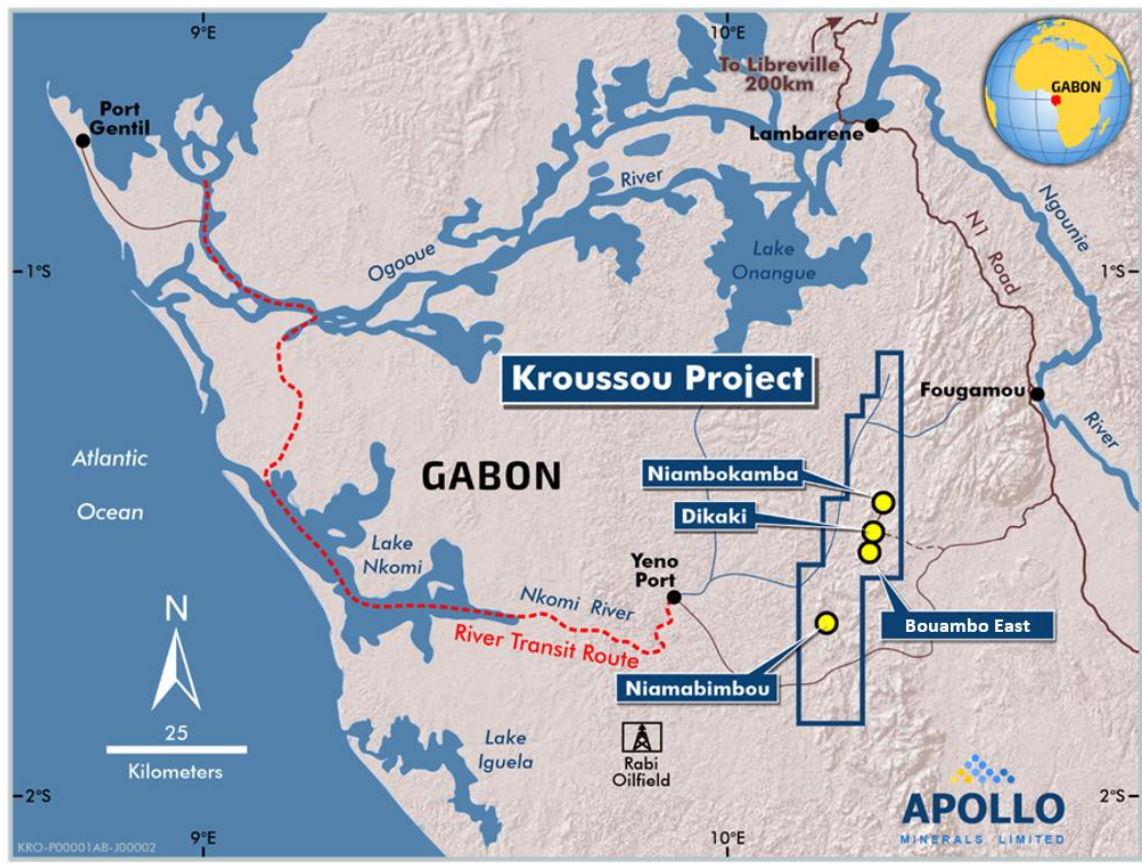 9°E
10°E
To Libreville
200km
GABON
Port
Gentil
Lambarene
River
Ogooue
Ngounie
N1 Road
Lake
Onangue
1°S
1°S
Kroussou Project
Fougamou
River
Atlantic
Ocean
GABON
Niambokamba
Dikaki
Lake
Nkomi
Yeno
Port
Nkomi River
River Transit Route
Bouambo East
Niamabimbou
N
25
Kilometers
Lake
Iguela
Rabi
Oilfield
APOLLO
MINERALS LIMITED
2°S
2°S
9°E
10°E
KRO-P00001AB-J00002